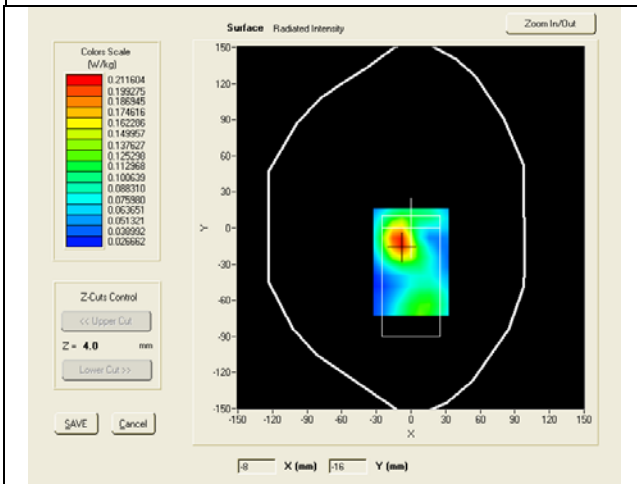 Surface Radiated Intensity
Zoom In/Out
Colors Scale
(W/kg)
0.211604
0.199275
0.186945
0.174616
0.162286
0.149957
0.137627
0.125298
0.112968
0.100639
0.088310
0.075980
0.063651
0.051321
0.038992
0.026662
Z-Cuts Control
<< Upper Cut
Z = 4.0 mm
Lower Cut >>
SAVE Cancel
150
120
90
60
30
0
-30
-60
-90
-120
-150
Y
-150 -120 -90 -60 -30 0 30 60 90 120 150
X
-8 X (mm) -16 Y (mm)